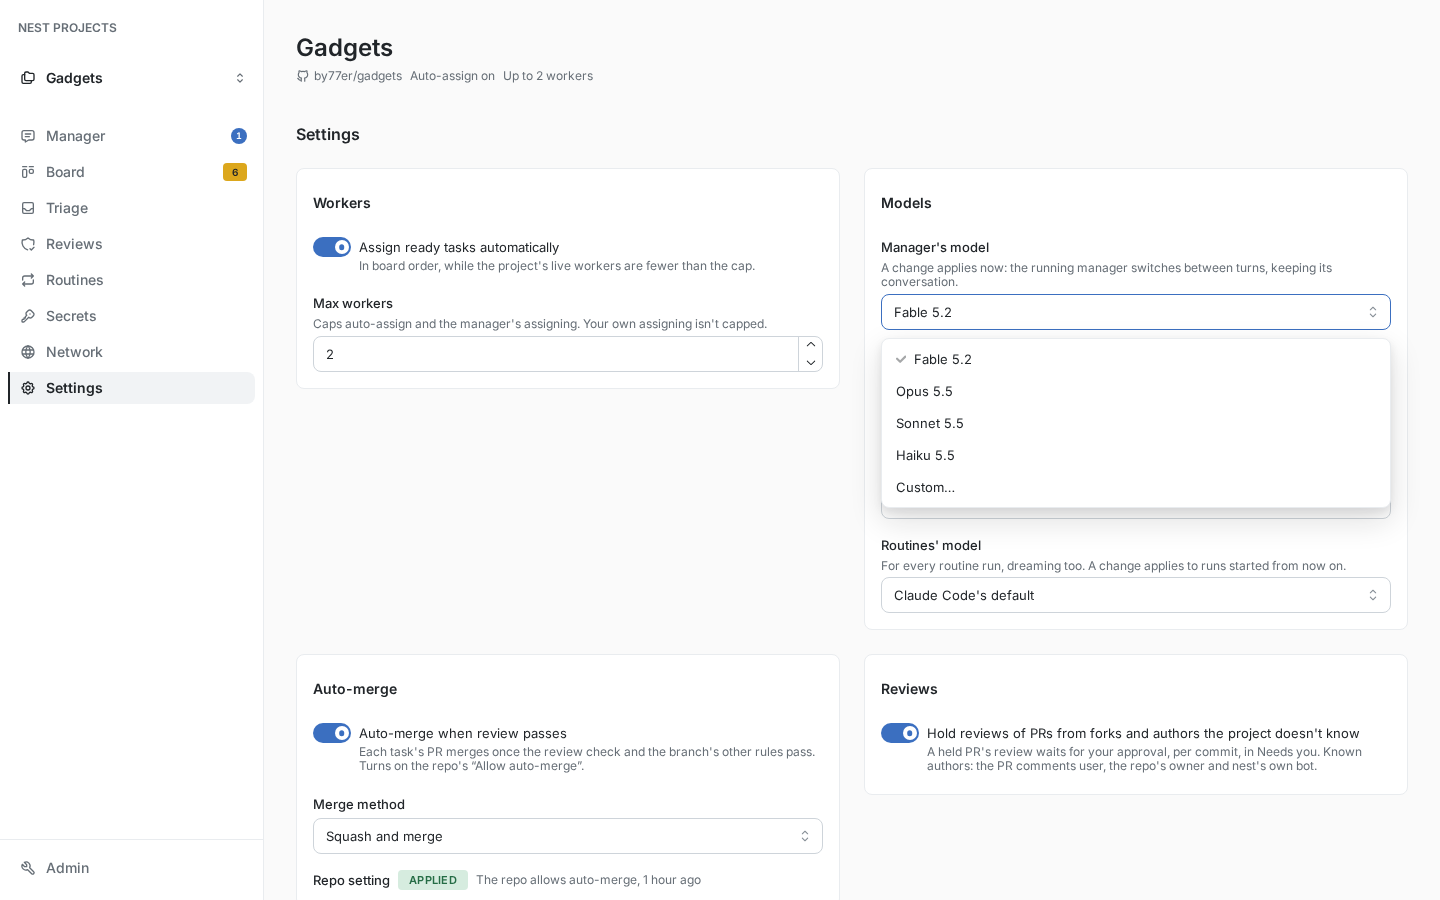 NEST PROJECTS
Gadgets
Manager
1
Board
6
Triage
Reviews
Routines
Secrets
Network
Settings
Admin
Gadgets
by77er/gadgets Auto-assign on Up to 2 workers
Settings
Workers
Assign ready tasks automatically
In board order, while the project's live workers are fewer than the cap.
Max workers
Caps auto-assign and the manager's assigning. Your own assigning isn't capped.
2
Models
Manager's model
A change applies now: the running manager switches between turns, keeping its
conversation.
Fable 5.2
Fable 5.2
Opus 5.5
Sonnet 5.5
Haiku 5.5
Custom...
Routines' model
For every routine run, dreaming too. A change applies to runs started from now on.
Claude Code's default
Auto-merge
Auto-merge when review passes
Each task's PR merges once the review check and the branch's other rules pass.
Turns on the repo's “Allow auto-merge”.
Merge method
Squash and merge
Repo setting APPLIED The repo allows auto-merge, 1 hour ago
Reviews
Hold reviews of PRs from forks and authors the project doesn't know
A held PR's review waits for your approval, per commit, in Needs you. Known
authors: the PR comments user, the repo's owner and nest's own bot.